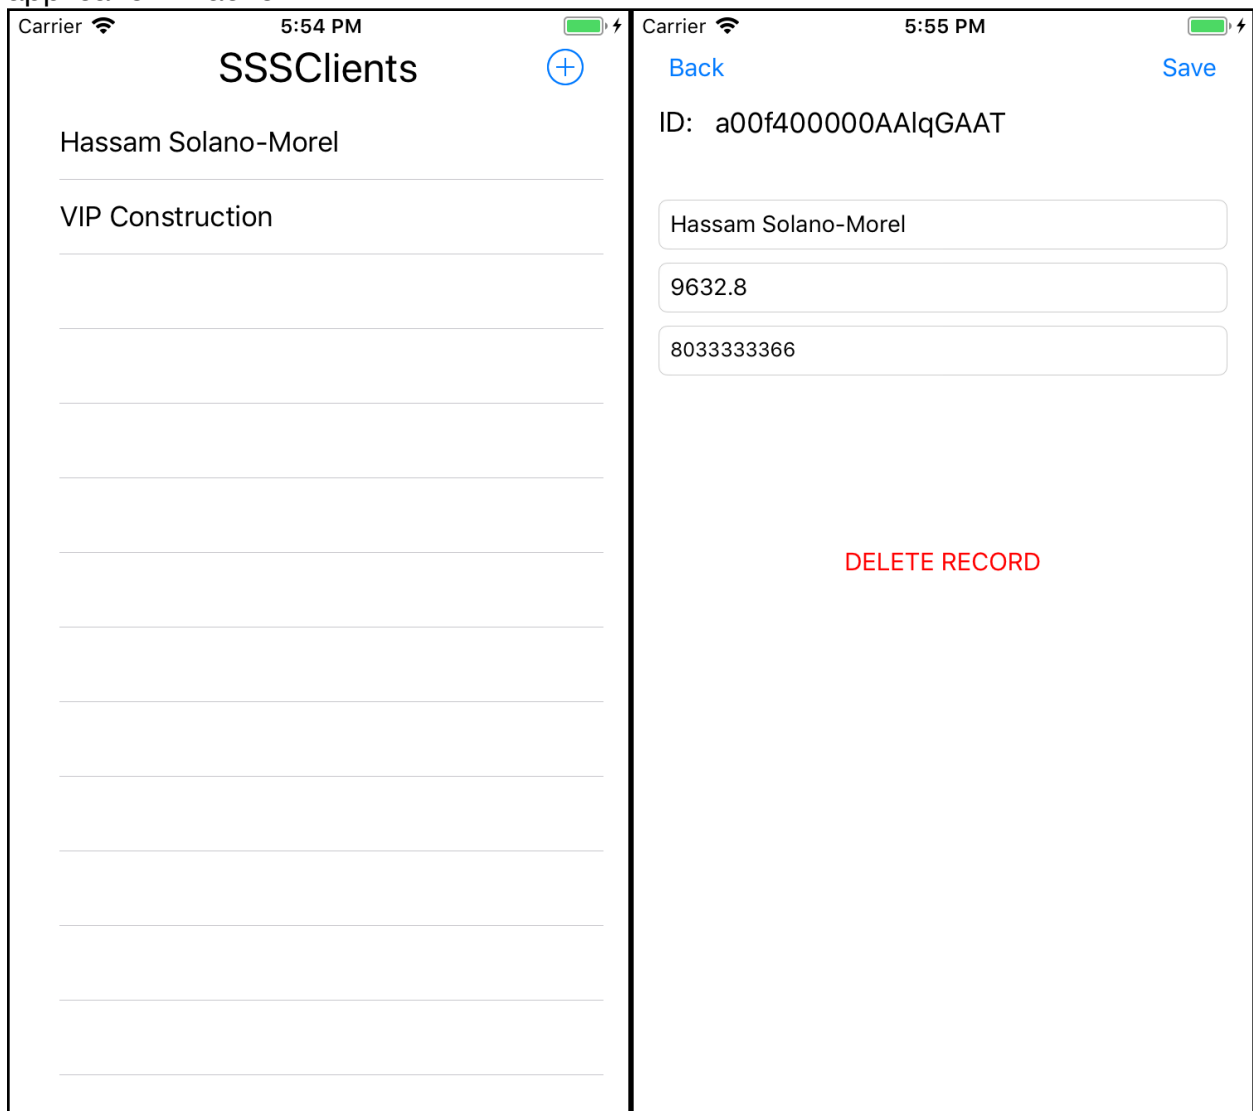 Carrier 5:54 PM
SSSClients
Hassam Solano-Morel
VIP Construction
Carrier 5:55 PM
Back Save
ID: a00f400000AAlqGAAT
Hassam Solano-Morel
9632.8
8033333366
DELETE RECORD